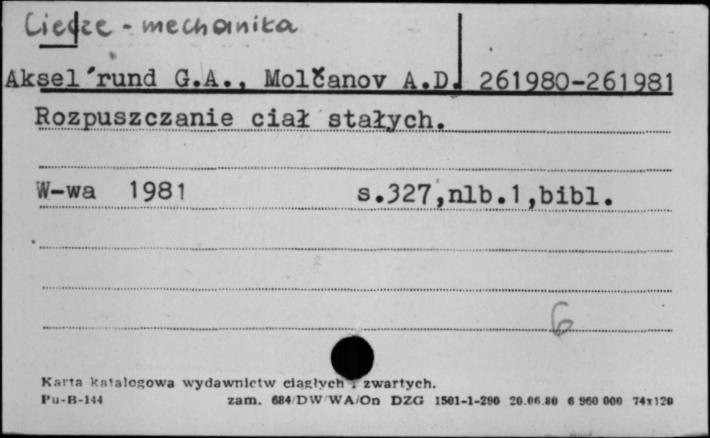 Ciecze - mechanika
Aksel´rund G.A., Molčanov A.D. 261980-261981
Rozpuszczanie ciał stałych.
W-wa 1981 s.327,nlb.1,bibl.
6
Karta katalogowa wydawnictw ciągłych i zwartych.
Pu-B-144 zam. 684/DW/WA/On DZG 1501-1-290 20.06.80 6 960 000 74x120